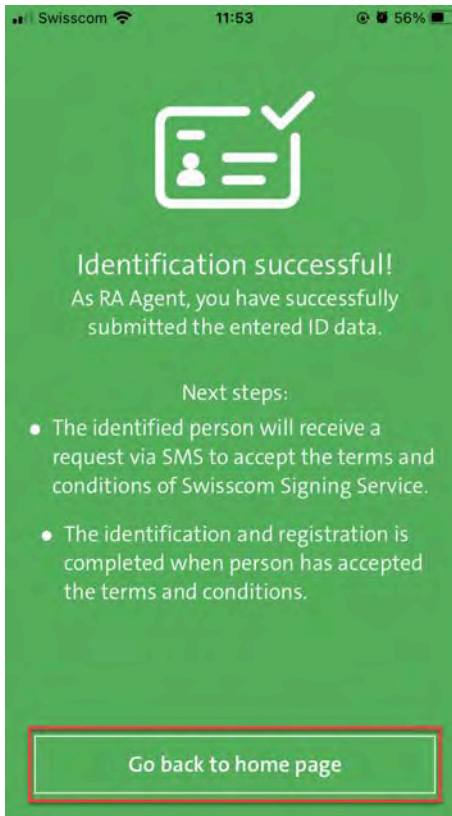 Swisscom 11:53 56%
Identification successful!
As RA Agent, you have successfully
submitted the entered ID data.
Next steps:
• The identified person will receive a
request via SMS to accept the terms and
conditions of Swisscom Signing Service.
• The identification and registration is
completed when person has accepted
the terms and conditions.
Go back to home page